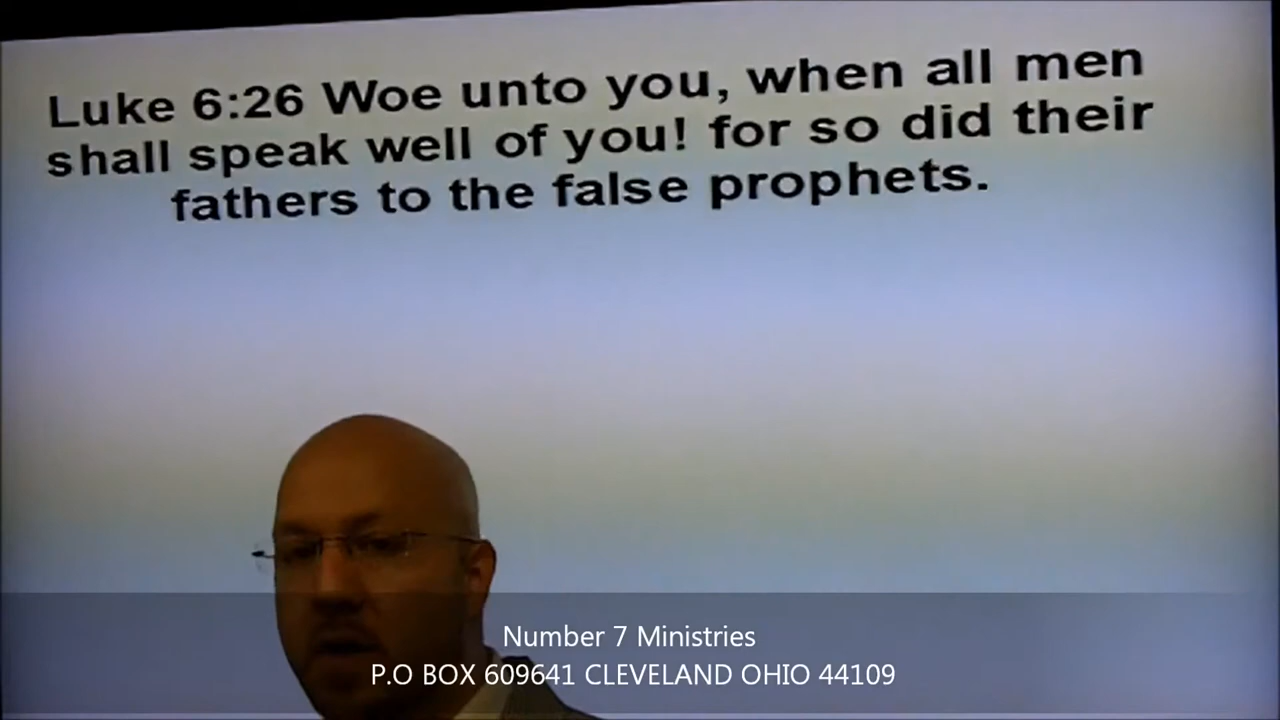 Luke 6:26 Woe unto you, when all men
shall speak well of you! for so did their
fathers to the false prophets.
Number 7 Ministries
P.O BOX 609641 CLEVELAND OHIO 44109